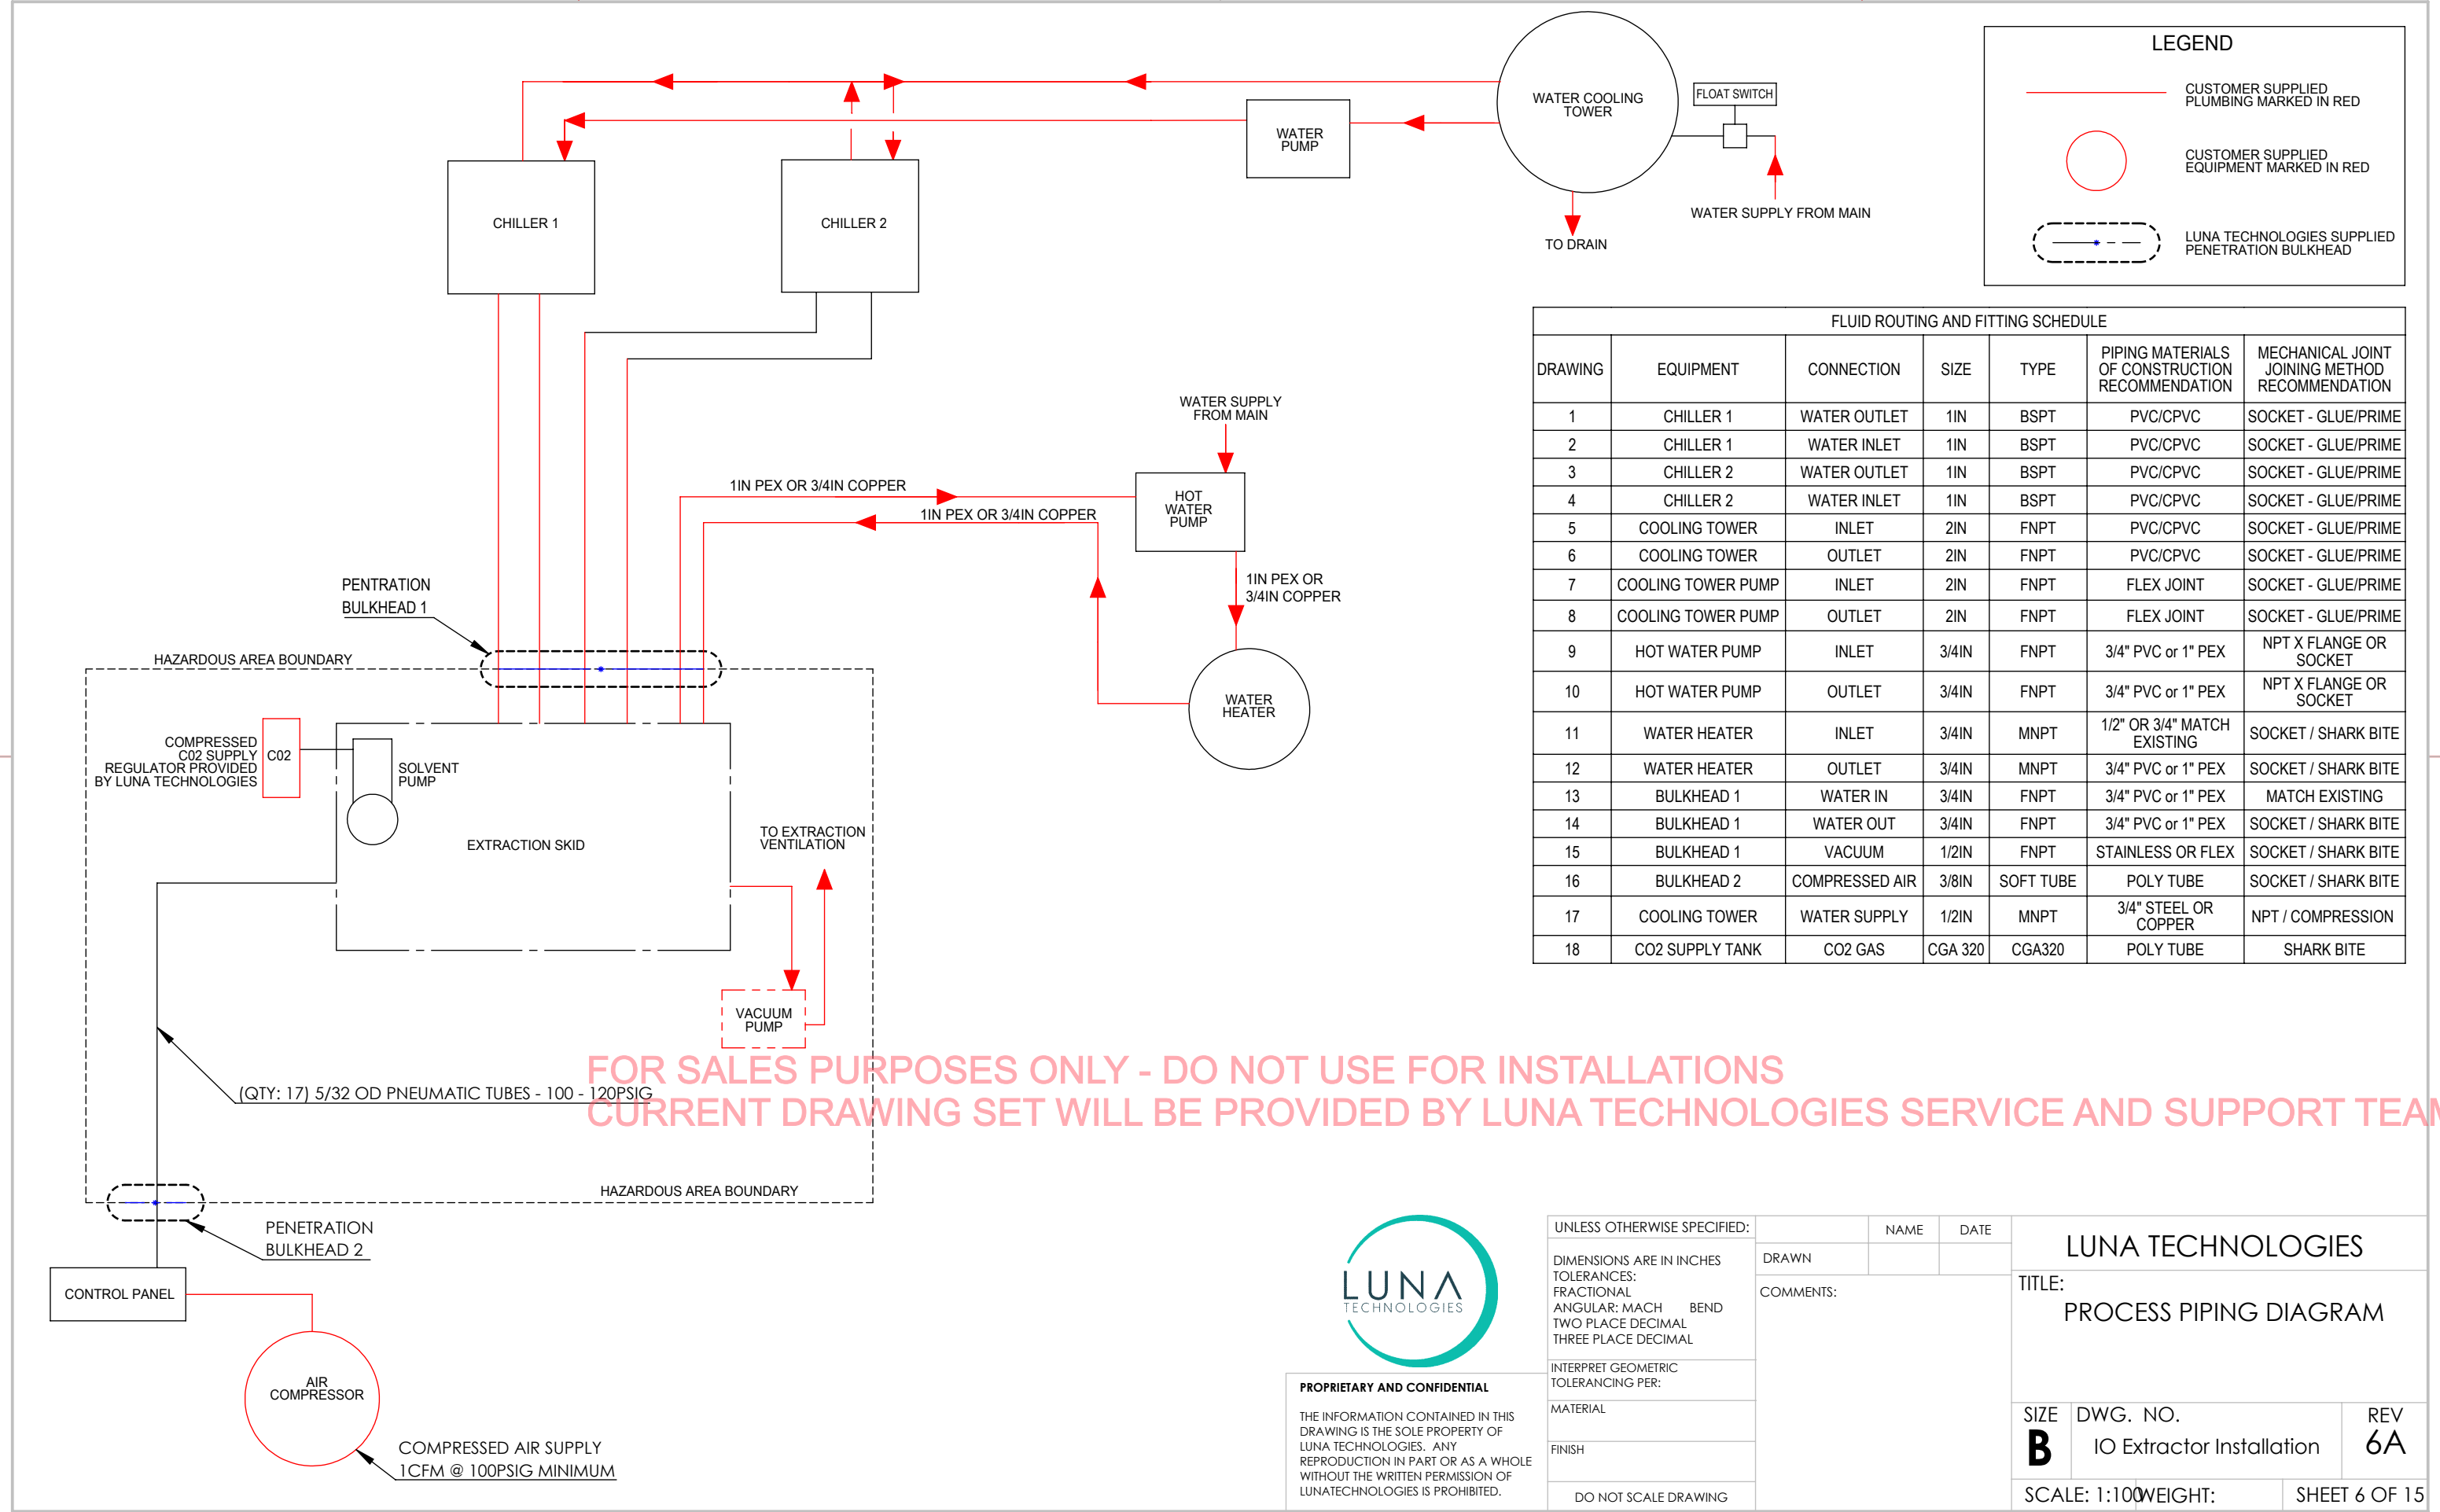 WATER COOLING
TOWER
FLOAT SWITCH
WATER
PUMP
WATER SUPPLY FROM MAIN
TO DRAIN
CHILLER 1
CHILLER 2
LEGEND
CUSTOMER SUPPLIED
PLUMBING MARKED IN RED
CUSTOMER SUPPLIED
EQUIPMENT MARKED IN RED
LUNA TECHNOLOGIES SUPPLIED
PENETRATION BULKHEAD
FLUID ROUTING AND FITTING SCHEDULE
DRAWING EQUIPMENT CONNECTION SIZE TYPE PIPING MATERIALS OF CONSTRUCTION RECOMMENDATION MECHANICAL JOINT JOINING METHOD RECOMMENDATION
1 CHILLER 1 WATER OUTLET 1IN BSPT PVC/CPVC SOCKET - GLUE/PRIME
2 CHILLER 1 WATER INLET 1IN BSPT PVC/CPVC SOCKET - GLUE/PRIME
3 CHILLER 2 WATER OUTLET 1IN BSPT PVC/CPVC SOCKET - GLUE/PRIME
4 CHILLER 2 WATER INLET 1IN BSPT PVC/CPVC SOCKET - GLUE/PRIME
5 COOLING TOWER INLET 2IN FNPT PVC/CPVC SOCKET - GLUE/PRIME
6 COOLING TOWER OUTLET 2IN FNPT PVC/CPVC SOCKET - GLUE/PRIME
7 COOLING TOWER PUMP INLET 2IN FNPT FLEX JOINT SOCKET - GLUE/PRIME
8 COOLING TOWER PUMP OUTLET 2IN FNPT FLEX JOINT SOCKET - GLUE/PRIME
9 HOT WATER PUMP INLET 3/4IN FNPT 3/4" PVC or 1" PEX NPT X FLANGE OR SOCKET
10 HOT WATER PUMP OUTLET 3/4IN FNPT 3/4" PVC or 1" PEX NPT X FLANGE OR SOCKET
11 WATER HEATER INLET 3/4IN MNPT 1/2" OR 3/4" MATCH EXISTING SOCKET / SHARK BITE
12 WATER HEATER OUTLET 3/4IN MNPT 3/4" PVC or 1" PEX SOCKET / SHARK BITE
13 BULKHEAD 1 WATER IN 3/4IN FNPT 3/4" PVC or 1" PEX MATCH EXISTING
14 BULKHEAD 1 WATER OUT 3/4IN FNPT 3/4" PVC or 1" PEX SOCKET / SHARK BITE
15 BULKHEAD 1 VACUUM 1/2IN FNPT STAINLESS OR FLEX SOCKET / SHARK BITE
16 BULKHEAD 2 COMPRESSED AIR 3/8IN SOFT TUBE POLY TUBE SOCKET / SHARK BITE
17 COOLING TOWER WATER SUPPLY 1/2IN MNPT 3/4" STEEL OR COPPER NPT / COMPRESSION
18 CO2 SUPPLY TANK CO2 GAS CGA 320 CGA320 POLY TUBE SHARK BITE
WATER SUPPLY
FROM MAIN
1IN PEX OR 3/4IN COPPER
1IN PEX OR 3/4IN COPPER
HOT
WATER
PUMP
1IN PEX OR
3/4IN COPPER
WATER
HEATER
PENTRATION
BULKHEAD 1
HAZARDOUS AREA BOUNDARY
COMPRESSED
C02 SUPPLY
REGULATOR PROVIDED
BY LUNA TECHNOLOGIES
C02
SOLVENT
PUMP
EXTRACTION SKID
TO EXTRACTION
VENTILATION
VACUUM
PUMP
FOR SALES PURPOSES ONLY - DO NOT USE FOR INSTALLATIONS
CURRENT DRAWING SET WILL BE PROVIDED BY LUNA TECHNOLOGIES SERVICE AND SUPPORT TEAM
(QTY: 17) 5/32 OD PNEUMATIC TUBES - 100 - 120PSIG
HAZARDOUS AREA BOUNDARY
PENETRATION
BULKHEAD 2
CONTROL PANEL
AIR
COMPRESSOR
COMPRESSED AIR SUPPLY
1CFM @ 100PSIG MINIMUM
LUNA
TECHNOLOGIES
PROPRIETARY AND CONFIDENTIAL
THE INFORMATION CONTAINED IN THIS
DRAWING IS THE SOLE PROPERTY OF
LUNA TECHNOLOGIES. ANY
REPRODUCTION IN PART OR AS A WHOLE
WITHOUT THE WRITTEN PERMISSION OF
LUNATECHNOLOGIES IS PROHIBITED.
UNLESS OTHERWISE SPECIFIED:
DIMENSIONS ARE IN INCHES
TOLERANCES:
FRACTIONAL
ANGULAR: MACH BEND
TWO PLACE DECIMAL
THREE PLACE DECIMAL
INTERPRET GEOMETRIC
TOLERANCING PER:
MATERIAL
FINISH
DO NOT SCALE DRAWING
NAME DATE
DRAWN
COMMENTS:
LUNA TECHNOLOGIES
TITLE:
PROCESS PIPING DIAGRAM
SIZE DWG. NO. REV
B IO Extractor Installation 6A
SCALE: 1:100 WEIGHT: SHEET 6 OF 15